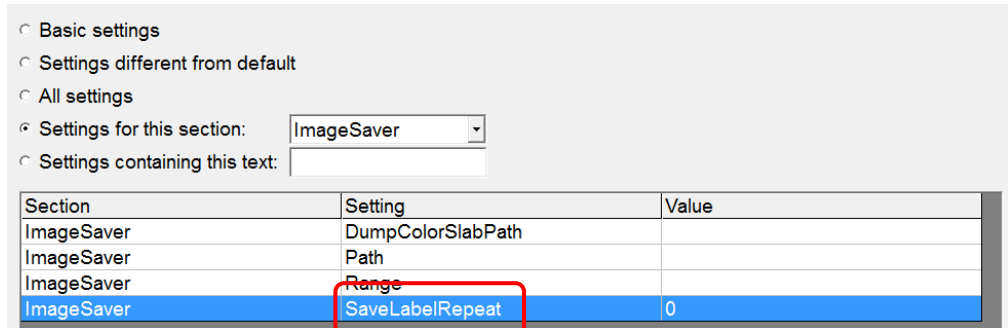 Basic settings
Settings different from default
All settings
Settings for this section: ImageSaver
Settings containing this text:
Section Setting Value
ImageSaver DumpColorSlabPath
ImageSaver Path
ImageSaver Range
ImageSaver SaveLabelRepeat 0